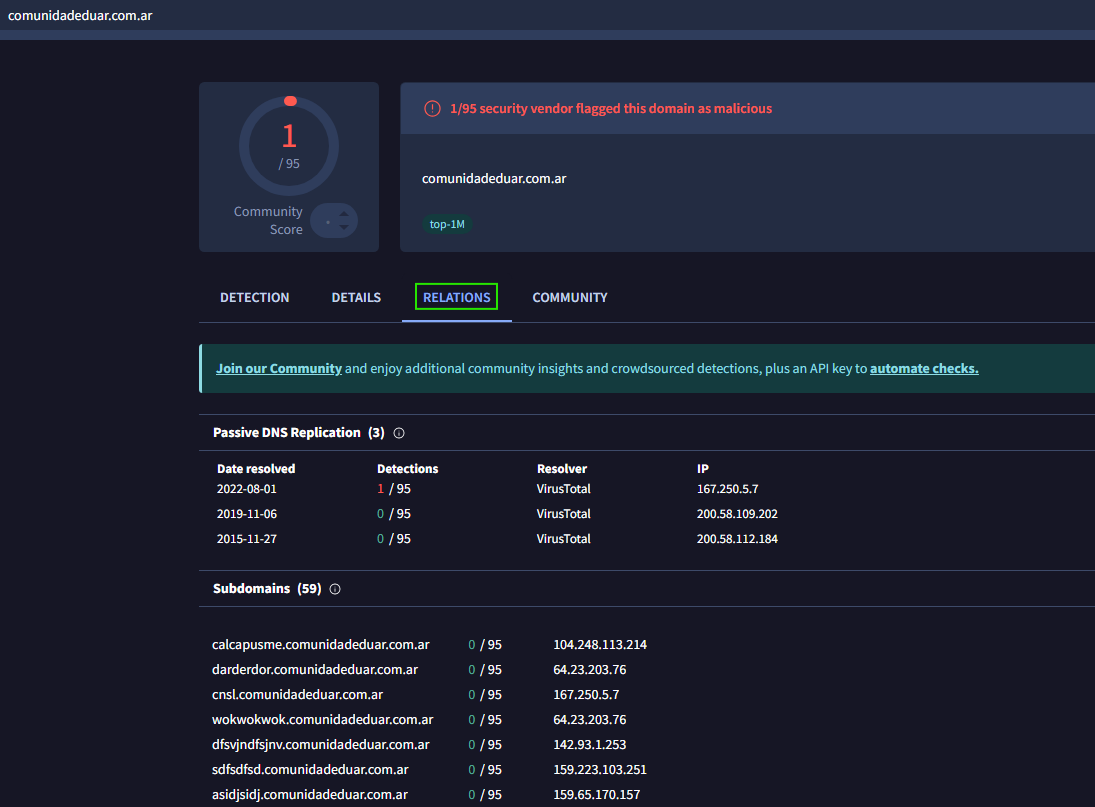 comunidadeduar.com.ar
1
/ 95
Community
Score
1/95 security vendor flagged this domain as malicious
comunidadeduar.com.ar
top-1M
DETECTION DETAILS RELATIONS COMMUNITY
Join our Community and enjoy additional community insights and crowdsourced detections, plus an API key to automate checks.
Passive DNS Replication (3)
Date resolved Detections Resolver IP
2022-08-01 1 / 95 VirusTotal 167.250.5.7
2019-11-06 0 / 95 VirusTotal 200.58.109.202
2015-11-27 0 / 95 VirusTotal 200.58.112.184
Subdomains (59)
calcapusme.comunidadeduar.com.ar 0 / 95 104.248.113.214
darderdor.comunidadeduar.com.ar 0 / 95 64.23.203.76
cnsl.comunidadeduar.com.ar 0 / 95 167.250.5.7
wokwokwok.comunidadeduar.com.ar 0 / 95 64.23.203.76
dfsvjndfsjnv.comunidadeduar.com.ar 0 / 95 142.93.1.253
sdfsdfsd.comunidadeduar.com.ar 0 / 95 159.223.103.251
asidjsidj.comunidadeduar.com.ar 0 / 95 159.65.170.157